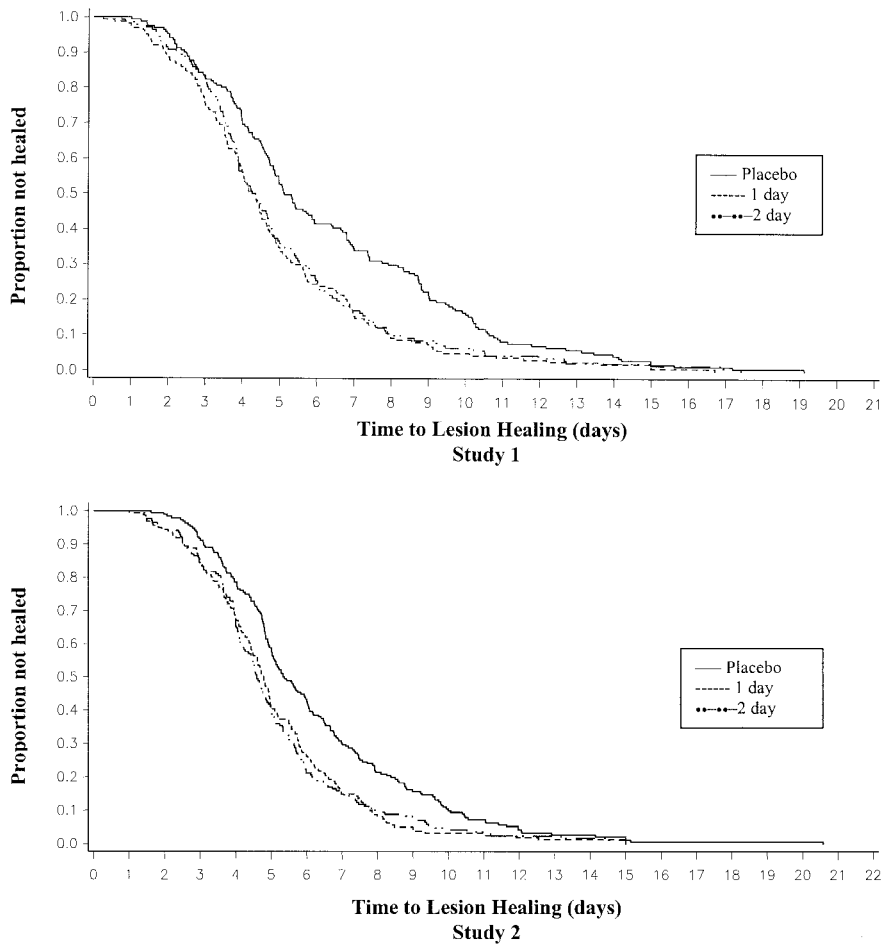 Proportion not healed
1.0
0.9
0.8
0.7
0.6
0.5
0.4
0.3
0.2
0.1
0.0
Placebo
1 day
2 day
0 1 2 3 4 5 6 7 8 9 10 11 12 13 14 15 16 17 18 19 20 21
Time to Lesion Healing (days)
Study 1
Proportion not healed
1.0
0.9
0.8
0.7
0.6
0.5
0.4
0.3
0.2
0.1
0.0
Placebo
1 day
2 day
0 1 2 3 4 5 6 7 8 9 10 11 12 13 14 15 16 17 18 19 20 21 22
Time to Lesion Healing (days)
Study 2